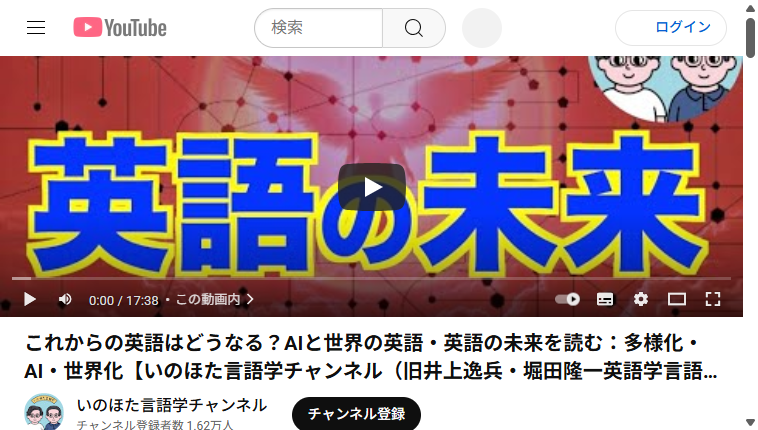 YouTube
検索
ログイン
英語の未来
0:00 / 17:38 • この動画内
これからの英語はどうなる？AIと世界の英語・英語の未来を読む：多様化・
AI・世界化【いのほた言語学チャンネル（旧井上逸兵・堀田隆一英語学言語...
いのほた言語学チャンネル
チャンネル登録者数 1.62万人
チャンネル登録